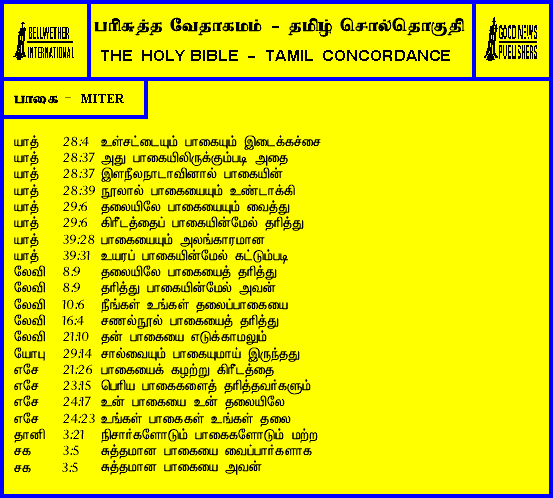 BELLWETHER
INTERNATIONAL
பரிசுத்த வேதாகமம் - தமிழ் சொல்தொகுதி
THE HOLY BIBLE - TAMIL CONCORDANCE
GOOD NEWS
PUBLISHERS
பாகை - MITER
யாத் 28:4 உள்சட்டையும் பாகையும் இடைக்கச்சை
யாத் 28:37 அது பாகையிலிருக்கும்படி அதை
யாத் 28:37 இளநீலநாடாவினால் பாகையின்
யாத் 28:39 நூலால் பாகையையும் உண்டாக்கி
யாத் 29:6 தலையிலே பாகையையும் வைத்து
யாத் 29:6 கிரீடத்தைப் பாகையின்மேல் தரித்து
யாத் 39:28 பாகையையும் அலங்காரமான
யாத் 39:31 உயரப் பாகையின்மேல் கட்டும்படி
லேவி 8:9 தலையிலே பாகையைத் தரித்து
லேவி 8:9 தரித்து பாகையின்மேல் அவன்
லேவி 10:6 நீங்கள் உங்கள் தலைப்பாகையை
லேவி 16:4 சணல்நூல் பாகையைத் தரித்து
லேவி 21:10 தன் பாகையை எடுக்காமலும்
யோபு 29:14 சால்வையும் பாகையுமாய் இருந்தது
எசே 21:26 பாகையைக் கழற்று கிரீடத்தை
எசே 23:15 பெரிய பாகைகளைத் தரித்தவர்களும்
எசே 24:17 உன் பாகையை உன் தலையிலே
எசே 24:23 உங்கள் பாகைகள் உங்கள் தலை
தானி 3:21 நிசார்களோடும் பாகைகளோடும் மற்ற
சக 3:5 சுத்தமான பாகையை வைப்பார்களாக
சக 3:5 சுத்தமான பாகையை அவன்